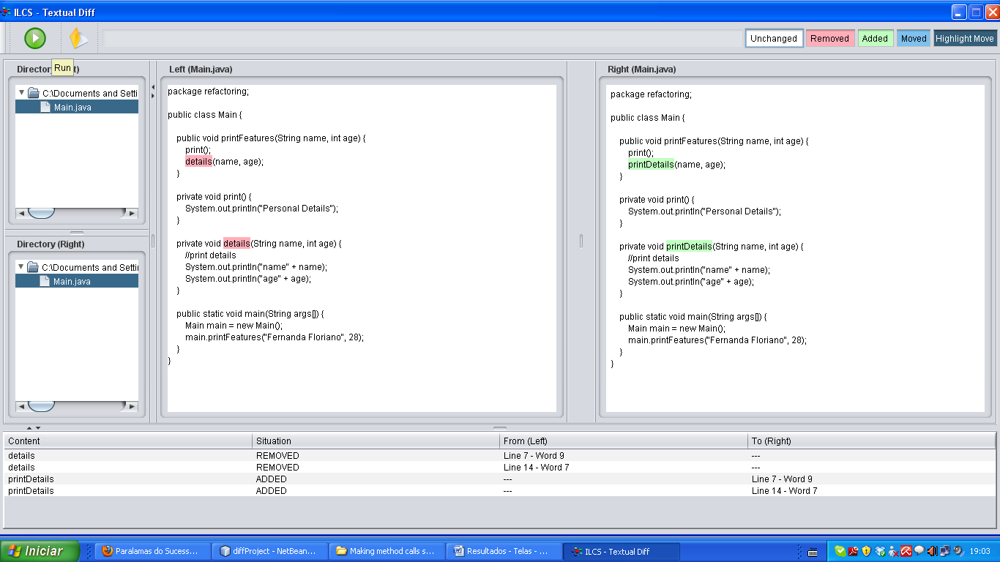 ILCS - Textual Diff
Unchanged
Removed
Added
Moved
Highlight Move
Run
Director
t)
C:\Documents and Setti
Main.java
Directory (Right)
C:\Documents and Settin
Main.java
Left (Main.java)
package refactoring;
public class Main {
public void printFeatures(String name, int age) {
print();
details(name, age);
}
private void print() {
System.out.println("Personal Details");
}
private void details(String name, int age) {
//print details
System.out.println("name" + name);
System.out.println("age" + age);
}
public static void main(String args[]) {
Main main = new Main();
main.printFeatures("Fernanda Floriano", 28);
}
}
Right (Main.java)
package refactoring;
public class Main {
public void printFeatures(String name, int age) {
print();
printDetails(name, age);
}
private void print() {
System.out.println("Personal Details");
}
private void printDetails(String name, int age) {
//print details
System.out.println("name" + name);
System.out.println("age" + age);
}
public static void main(String args[]) {
Main main = new Main();
main.printFeatures("Fernanda Floriano", 28);
}
}
Content Situation From (Left) To (Right)
details REMOVED Line 7 - Word 9 ---
details REMOVED Line 14 - Word 7 ---
printDetails ADDED --- Line 7 - Word 9
printDetails ADDED --- Line 14 - Word 7
Iniciar
Paralamas do Sucess...
diffProject - NetBean...
Making method calls s...
Resultados - Telas - ...
ILCS - Textual Diff
19:03